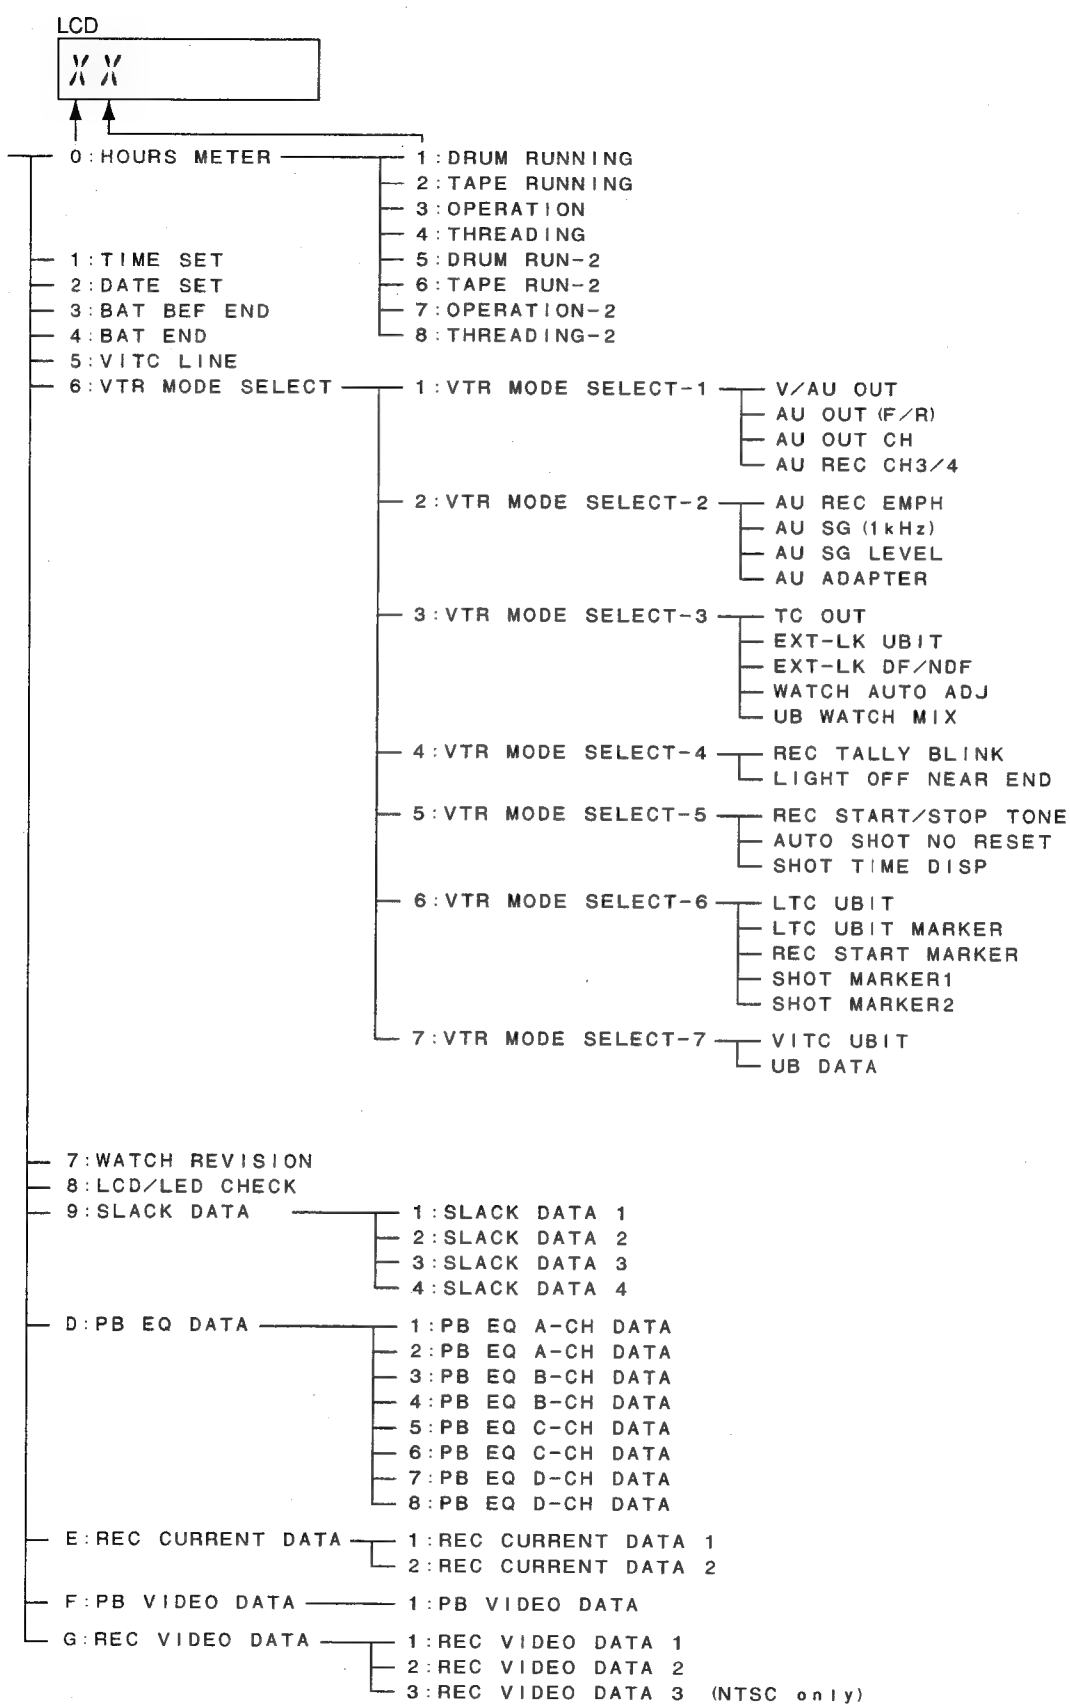 LCD
X X
0:HOURS METER 1:DRUM RUNNING
2:TAPE RUNNING
3:OPERATION
4:THREADING
1:TIME SET 5:DRUM RUN-2
2:DATE SET 6:TAPE RUN-2
3:BAT BEF END 7:OPERATION-2
4:BAT END 8:THREADING-2
5:VITC LINE
6:VTR MODE SELECT 1:VTR MODE SELECT-1 V/AU OUT
AU OUT (F/R)
AU OUT CH
AU REC CH3/4
2:VTR MODE SELECT-2 AU REC EMPH
AU SG (1kHz)
AU SG LEVEL
AU ADAPTER
3:VTR MODE SELECT-3 TC OUT
EXT-LK UBIT
EXT-LK DF/NDF
WATCH AUTO ADJ
UB WATCH MIX
4:VTR MODE SELECT-4 REC TALLY BLINK
LIGHT OFF NEAR END
5:VTR MODE SELECT-5 REC START/STOP TONE
AUTO SHOT NO RESET
SHOT TIME DISP
6:VTR MODE SELECT-6 LTC UBIT
LTC UBIT MARKER
REC START MARKER
SHOT MARKER1
SHOT MARKER2
7:VTR MODE SELECT-7 VITC UBIT
UB DATA
7:WATCH REVISION
8:LCD/LED CHECK
9:SLACK DATA 1:SLACK DATA 1
2:SLACK DATA 2
3:SLACK DATA 3
4:SLACK DATA 4
D:PB EQ DATA 1:PB EQ A-CH DATA
2:PB EQ A-CH DATA
3:PB EQ B-CH DATA
4:PB EQ B-CH DATA
5:PB EQ C-CH DATA
6:PB EQ C-CH DATA
7:PB EQ D-CH DATA
8:PB EQ D-CH DATA
E:REC CURRENT DATA 1:REC CURRENT DATA 1
2:REC CURRENT DATA 2
F:PB VIDEO DATA 1:PB VIDEO DATA
G:REC VIDEO DATA 1:REC VIDEO DATA 1
2:REC VIDEO DATA 2
3:REC VIDEO DATA 3 (NTSC only)